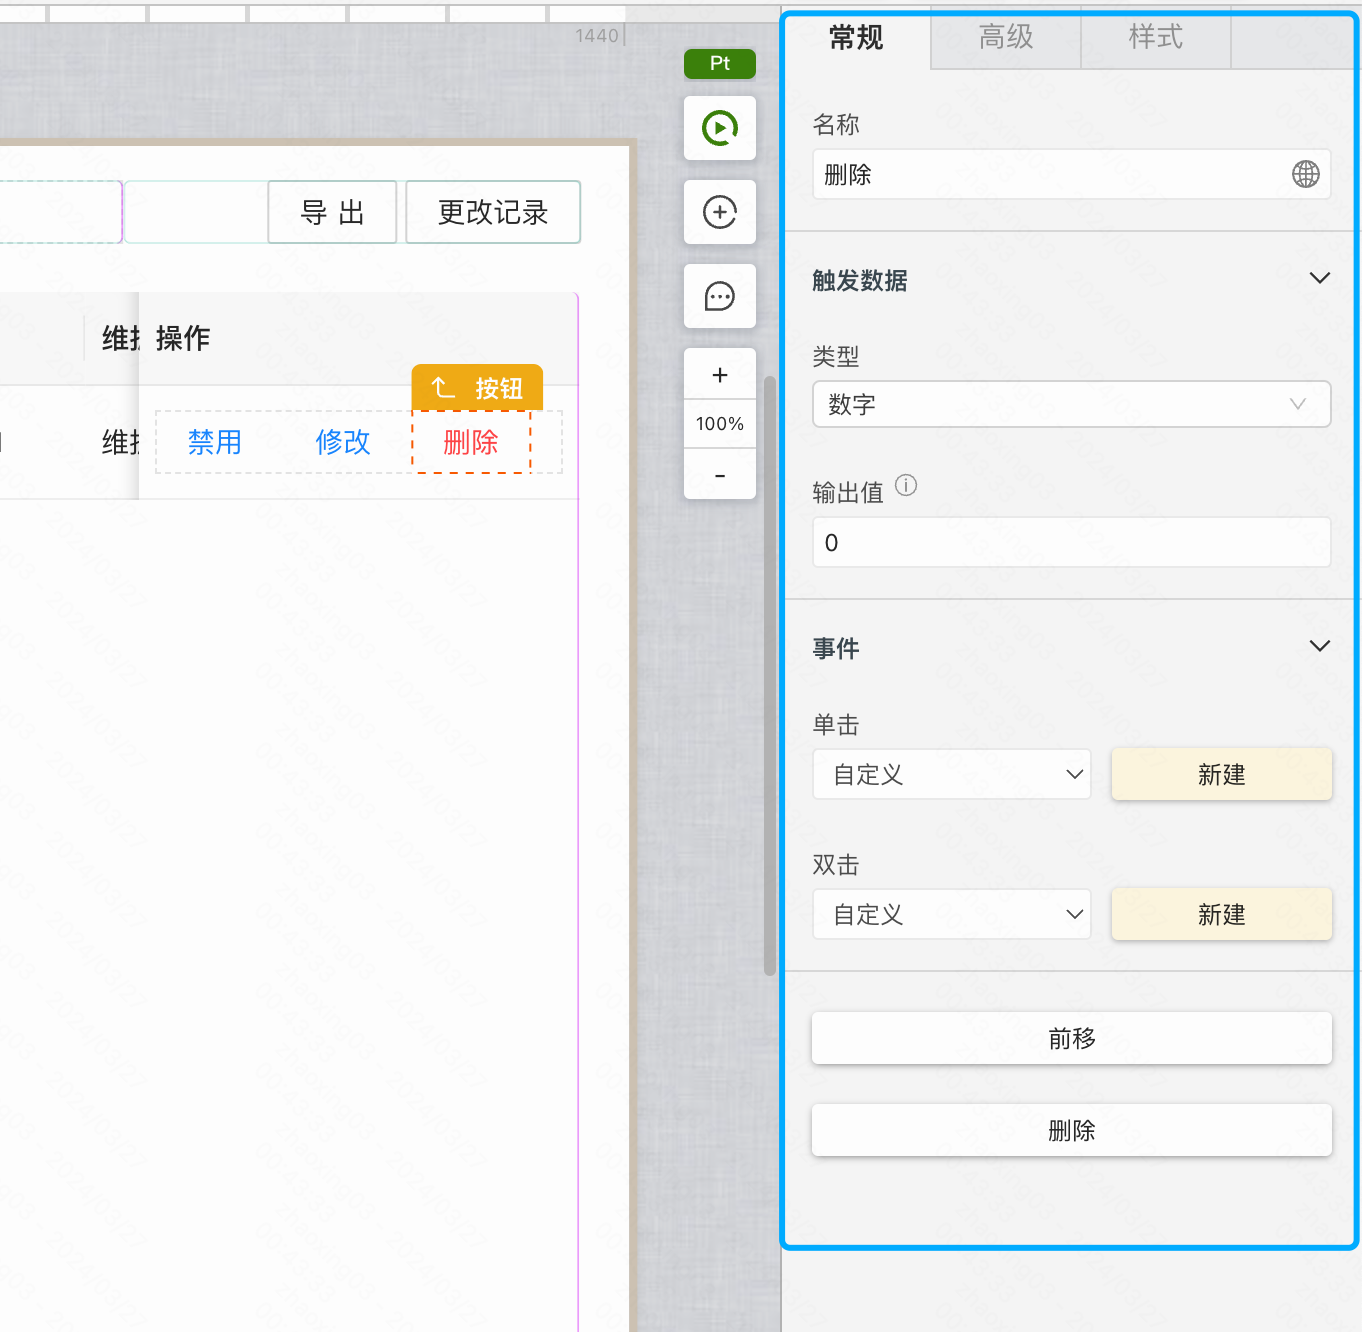 1440
Pt
导 出
更改记录
维护
操作
按钮
维护
禁用
修改
删除
100%
常规
高级
样式
名称
删除
触发数据
类型
数字
输出值
0
事件
单击
自定义
新建
双击
自定义
新建
前移
删除